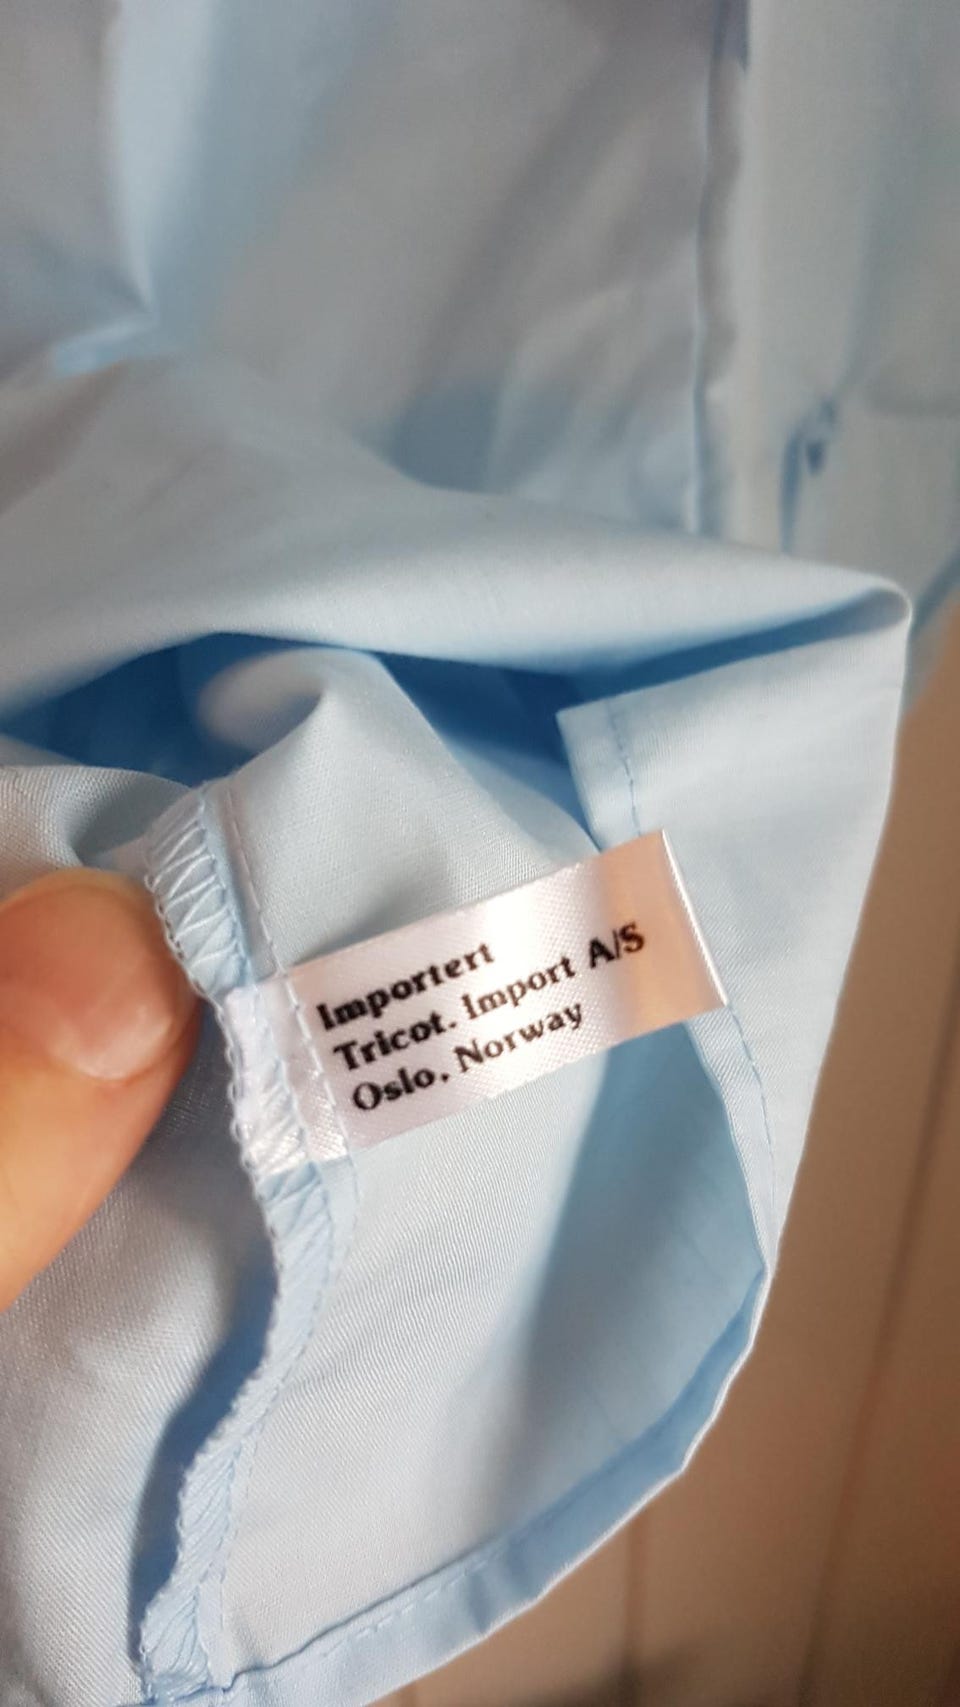 Importert
Tricot. Import A/S
Oslo. Norway